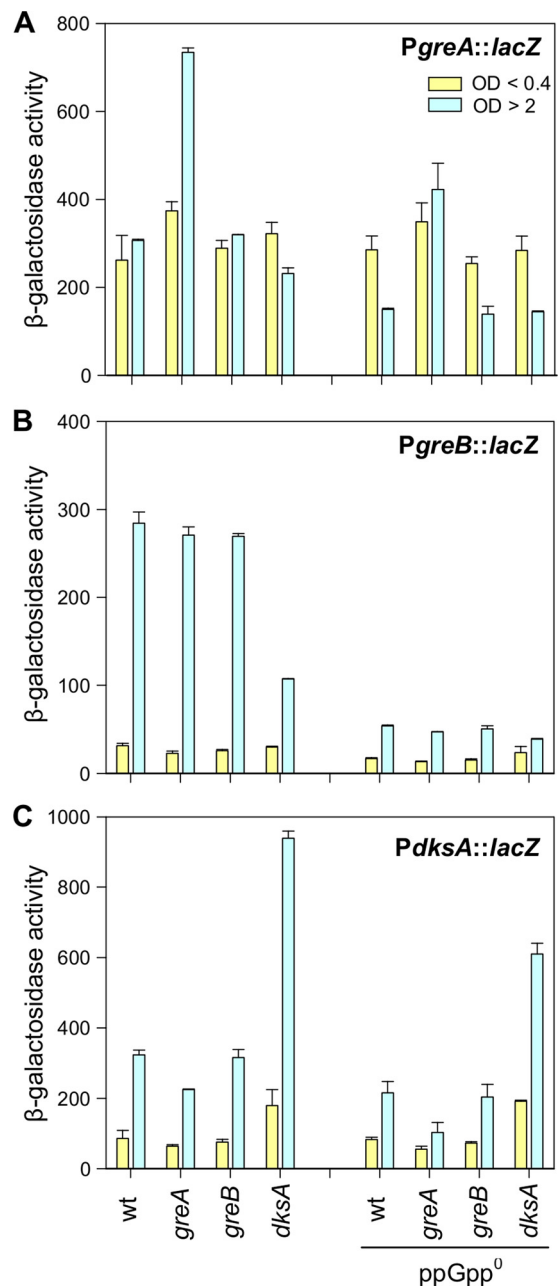 A
PgreA::lacZ
OD < 0.4
OD > 2
β-galactosidase activity
800
600
400
200
0
B
PgreB::lacZ
β-galactosidase activity
400
300
200
100
0
C
PdksA::lacZ
β-galactosidase activity
1000
800
600
400
200
0
wt greA greB dksA wt greA greB dksA
ppGpp⁰